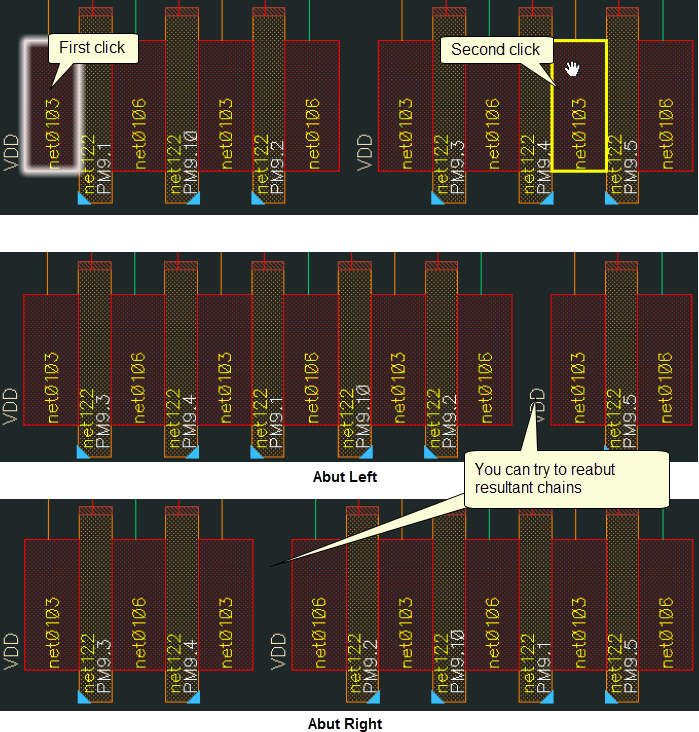 First click
Second click
VDD
net0103
net122
PM9.1
net0106
net122
PM9.10
net0103
net122
PM9.2
net0106
VDD
net0103
net122
PM9.3
net0106
net122
PM9.4
net0103
net122
PM9.5
net0106
VDD
net0103
net122
PM9.3
net0106
net122
PM9.4
net0103
net122
PM9.1
net0106
net122
PM9.10
net0103
net122
PM9.2
net0106
VDD
net0103
net122
PM9.5
net0106
Abut Left
You can try to reabut
resultant chains
VDD
net0103
net122
PM9.3
net0106
net122
PM9.4
net0103
VDD
net0106
net122
PM9.2
net0103
net122
PM9.10
net0106
net122
PM9.1
net0103
net122
PM9.5
net0106
Abut Right